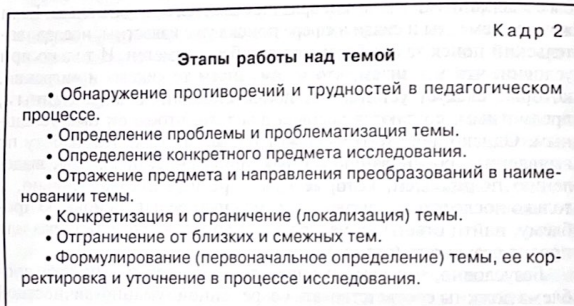 Кадр 2
Этапы работы над темой
• Обнаружение противоречий и трудностей в педагогическом
процессе.
• Определение проблемы и проблематизация темы.
• Определение конкретного предмета исследования.
• Отражение предмета и направления преобразований в наиме-
новании темы.
• Конкретизация и ограничение (локализация) темы.
• Отграничение от близких и смежных тем.
• Формулирование (первоначальное определение) темы, ее кор-
ректировка и уточнение в процессе исследования.